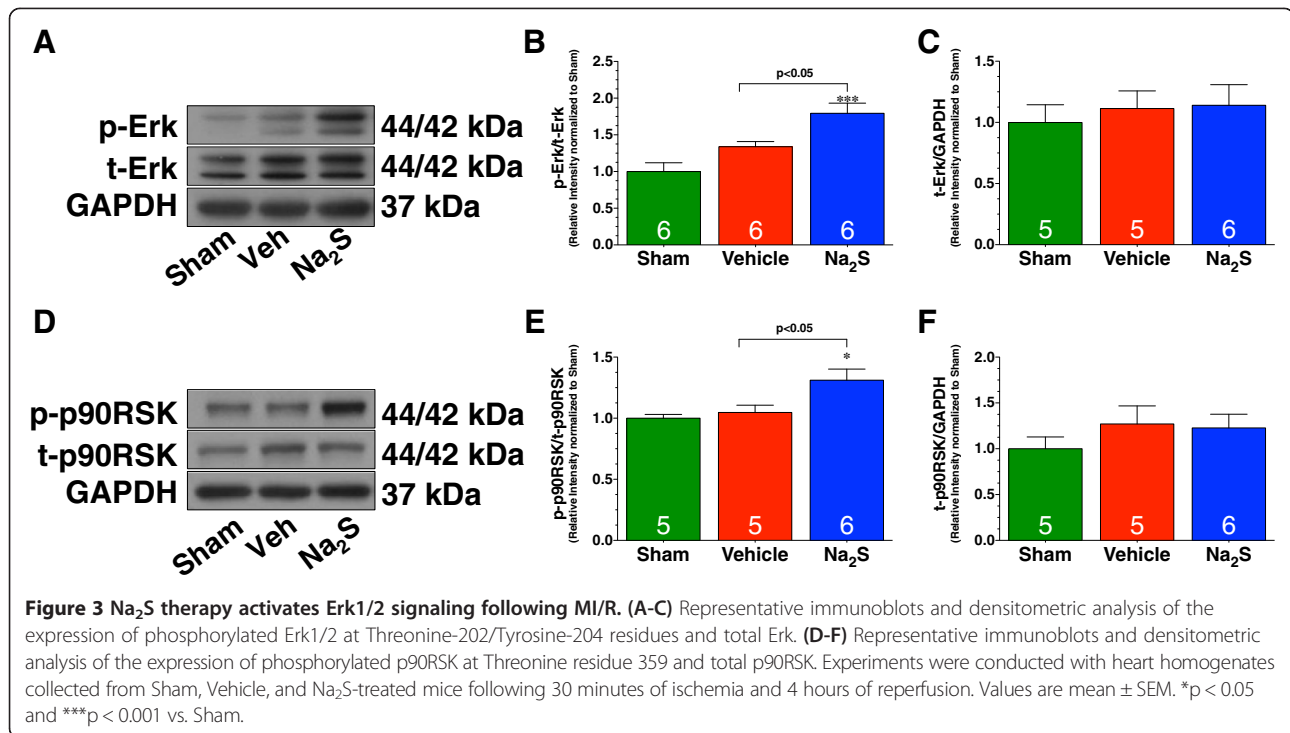 A
p-Erk 44/42 kDa
t-Erk 44/42 kDa
GAPDH 37 kDa
Sham Veh Na₂S
B
p-Erk/t-Erk
(Relative Intensity normalized to Sham)
2.5
2.0
1.5
1.0
0.5
0.0
p<0.05
***
6 6 6
Sham Vehicle Na₂S
C
t-Erk/GAPDH
(Relative Intensity normalized to Sham)
1.5
1.0
0.5
0.0
5 5 6
Sham Vehicle Na₂S
D
p-p90RSK 44/42 kDa
t-p90RSK 44/42 kDa
GAPDH 37 kDa
Sham Veh Na₂S
E
p-p90RSK/t-p90RSK
(Relative Intensity normalized to Sham)
1.5
1.0
0.5
0.0
p<0.05
*
5 5 6
Sham Vehicle Na₂S
F
t-p90RSK/GAPDH
(Relative Intensity normalized to Sham)
2.0
1.5
1.0
0.5
0.0
5 5 6
Sham Vehicle Na₂S
Figure 3 Na₂S therapy activates Erk1/2 signaling following MI/R. (A-C) Representative immunoblots and densitometric analysis of the
expression of phosphorylated Erk1/2 at Threonine-202/Tyrosine-204 residues and total Erk. (D-F) Representative immunoblots and densitometric
analysis of the expression of phosphorylated p90RSK at Threonine residue 359 and total p90RSK. Experiments were conducted with heart homogenates
collected from Sham, Vehicle, and Na₂S-treated mice following 30 minutes of ischemia and 4 hours of reperfusion. Values are mean ± SEM. *p < 0.05
and ***p < 0.001 vs. Sham.